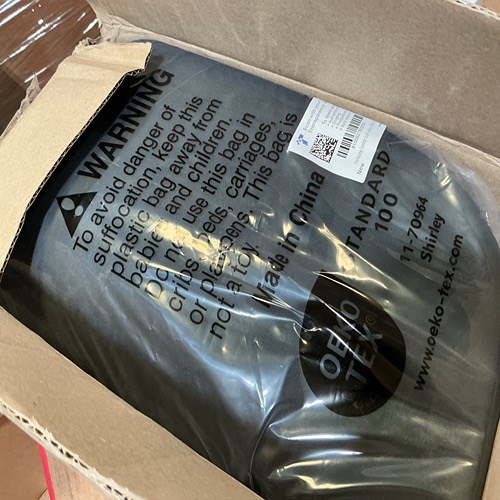 WARNING
To avoid danger of
suffocation, keep this
plastic bag away from
babies and children.
Do not use this bag in
cribs, beds, carriages,
or playpens. This bag is
not a toy.
Made in China
STANDARD
100
11-70964
Shirley
www.oeko-tex.com
OEKO
TEX®
New